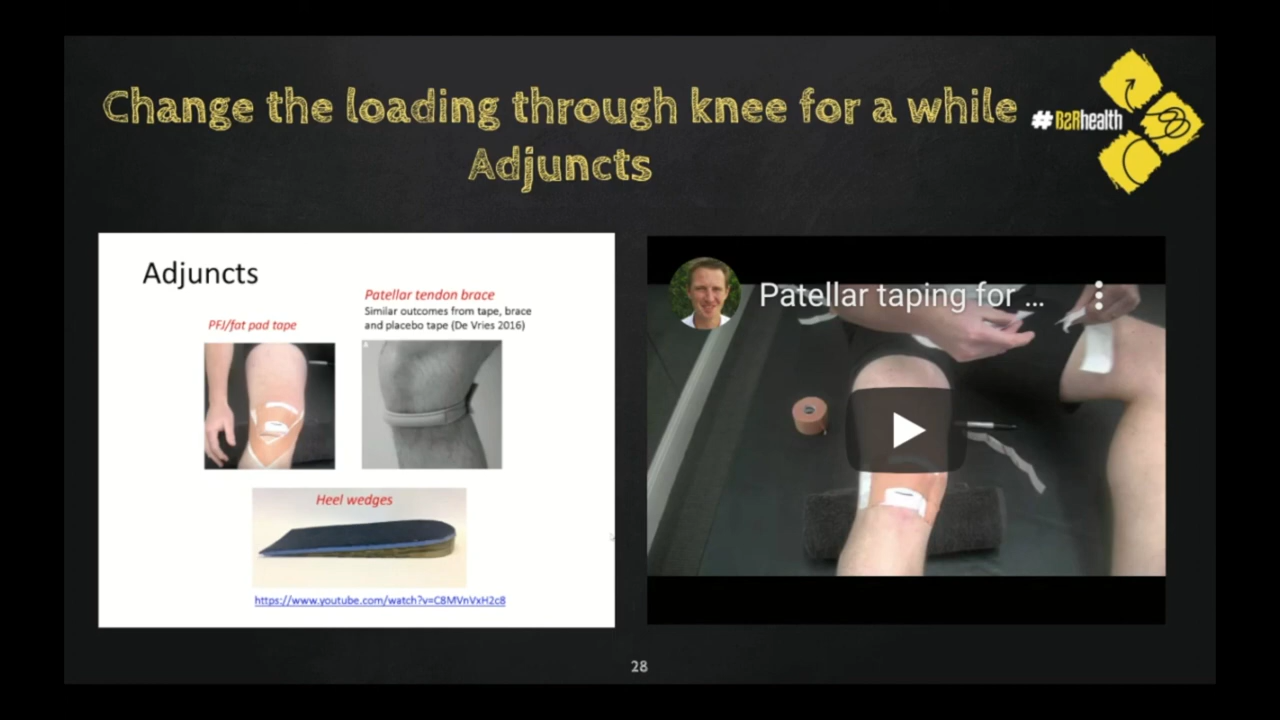 Change the loading through knee for a while
Adjuncts
# B2Rhealth
Adjuncts
Patellar tendon brace
Similar outcomes from tape, brace
and placebo tape (De Vries 2016)
PFJ/fat pad tape
Heel wedges
https://www.youtube.com/watch?v=C8MVnVxH2c8
Patellar taping for ...
28